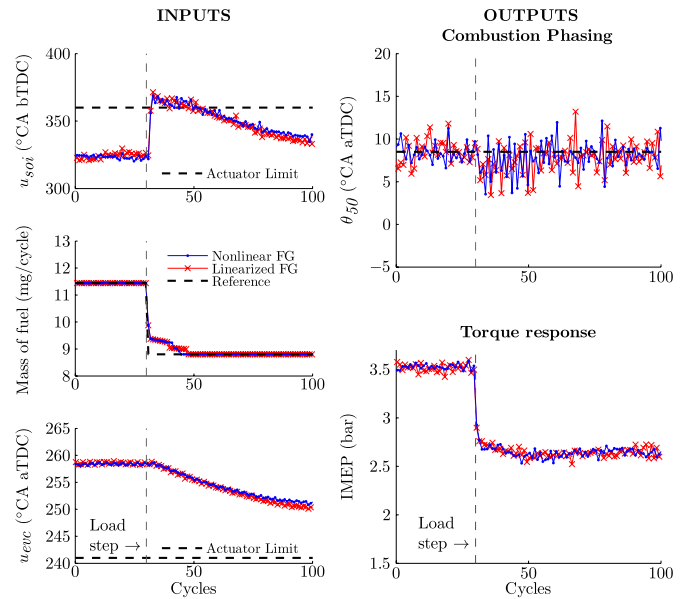 INPUTS
u_soi (°CA bTDC)
400
350
300
0
50
100
Actuator Limit
Mass of fuel (mg/cycle)
13
12
11
10
9
8
0
50
100
Nonlinear FG
Linearized FG
Reference
u_evc (°CA aTDC)
265
260
255
250
245
240
0
50
100
Load
step →
Actuator Limit
Cycles
OUTPUTS
Combustion Phasing
θ_50 (°CA aTDC)
20
15
10
5
0
−5
0
50
100
Torque response
IMEP (bar)
3.5
3
2.5
2
1.5
0
50
100
Load
step →
Cycles